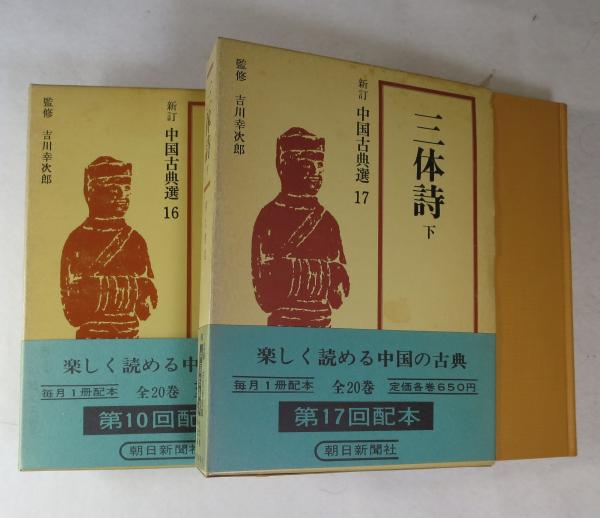 監修 吉川幸次郎
新訂 中国古典選 16
楽しく読める中
毎月1冊配本 全20巻
第10回配
朝日新聞社
監修 吉川幸次郎
新訂 中国古典選 17
三体詩 下
楽しく読める中国の古典
毎月1冊配本 全20巻 定価各巻650円
第17回配本
朝日新聞社